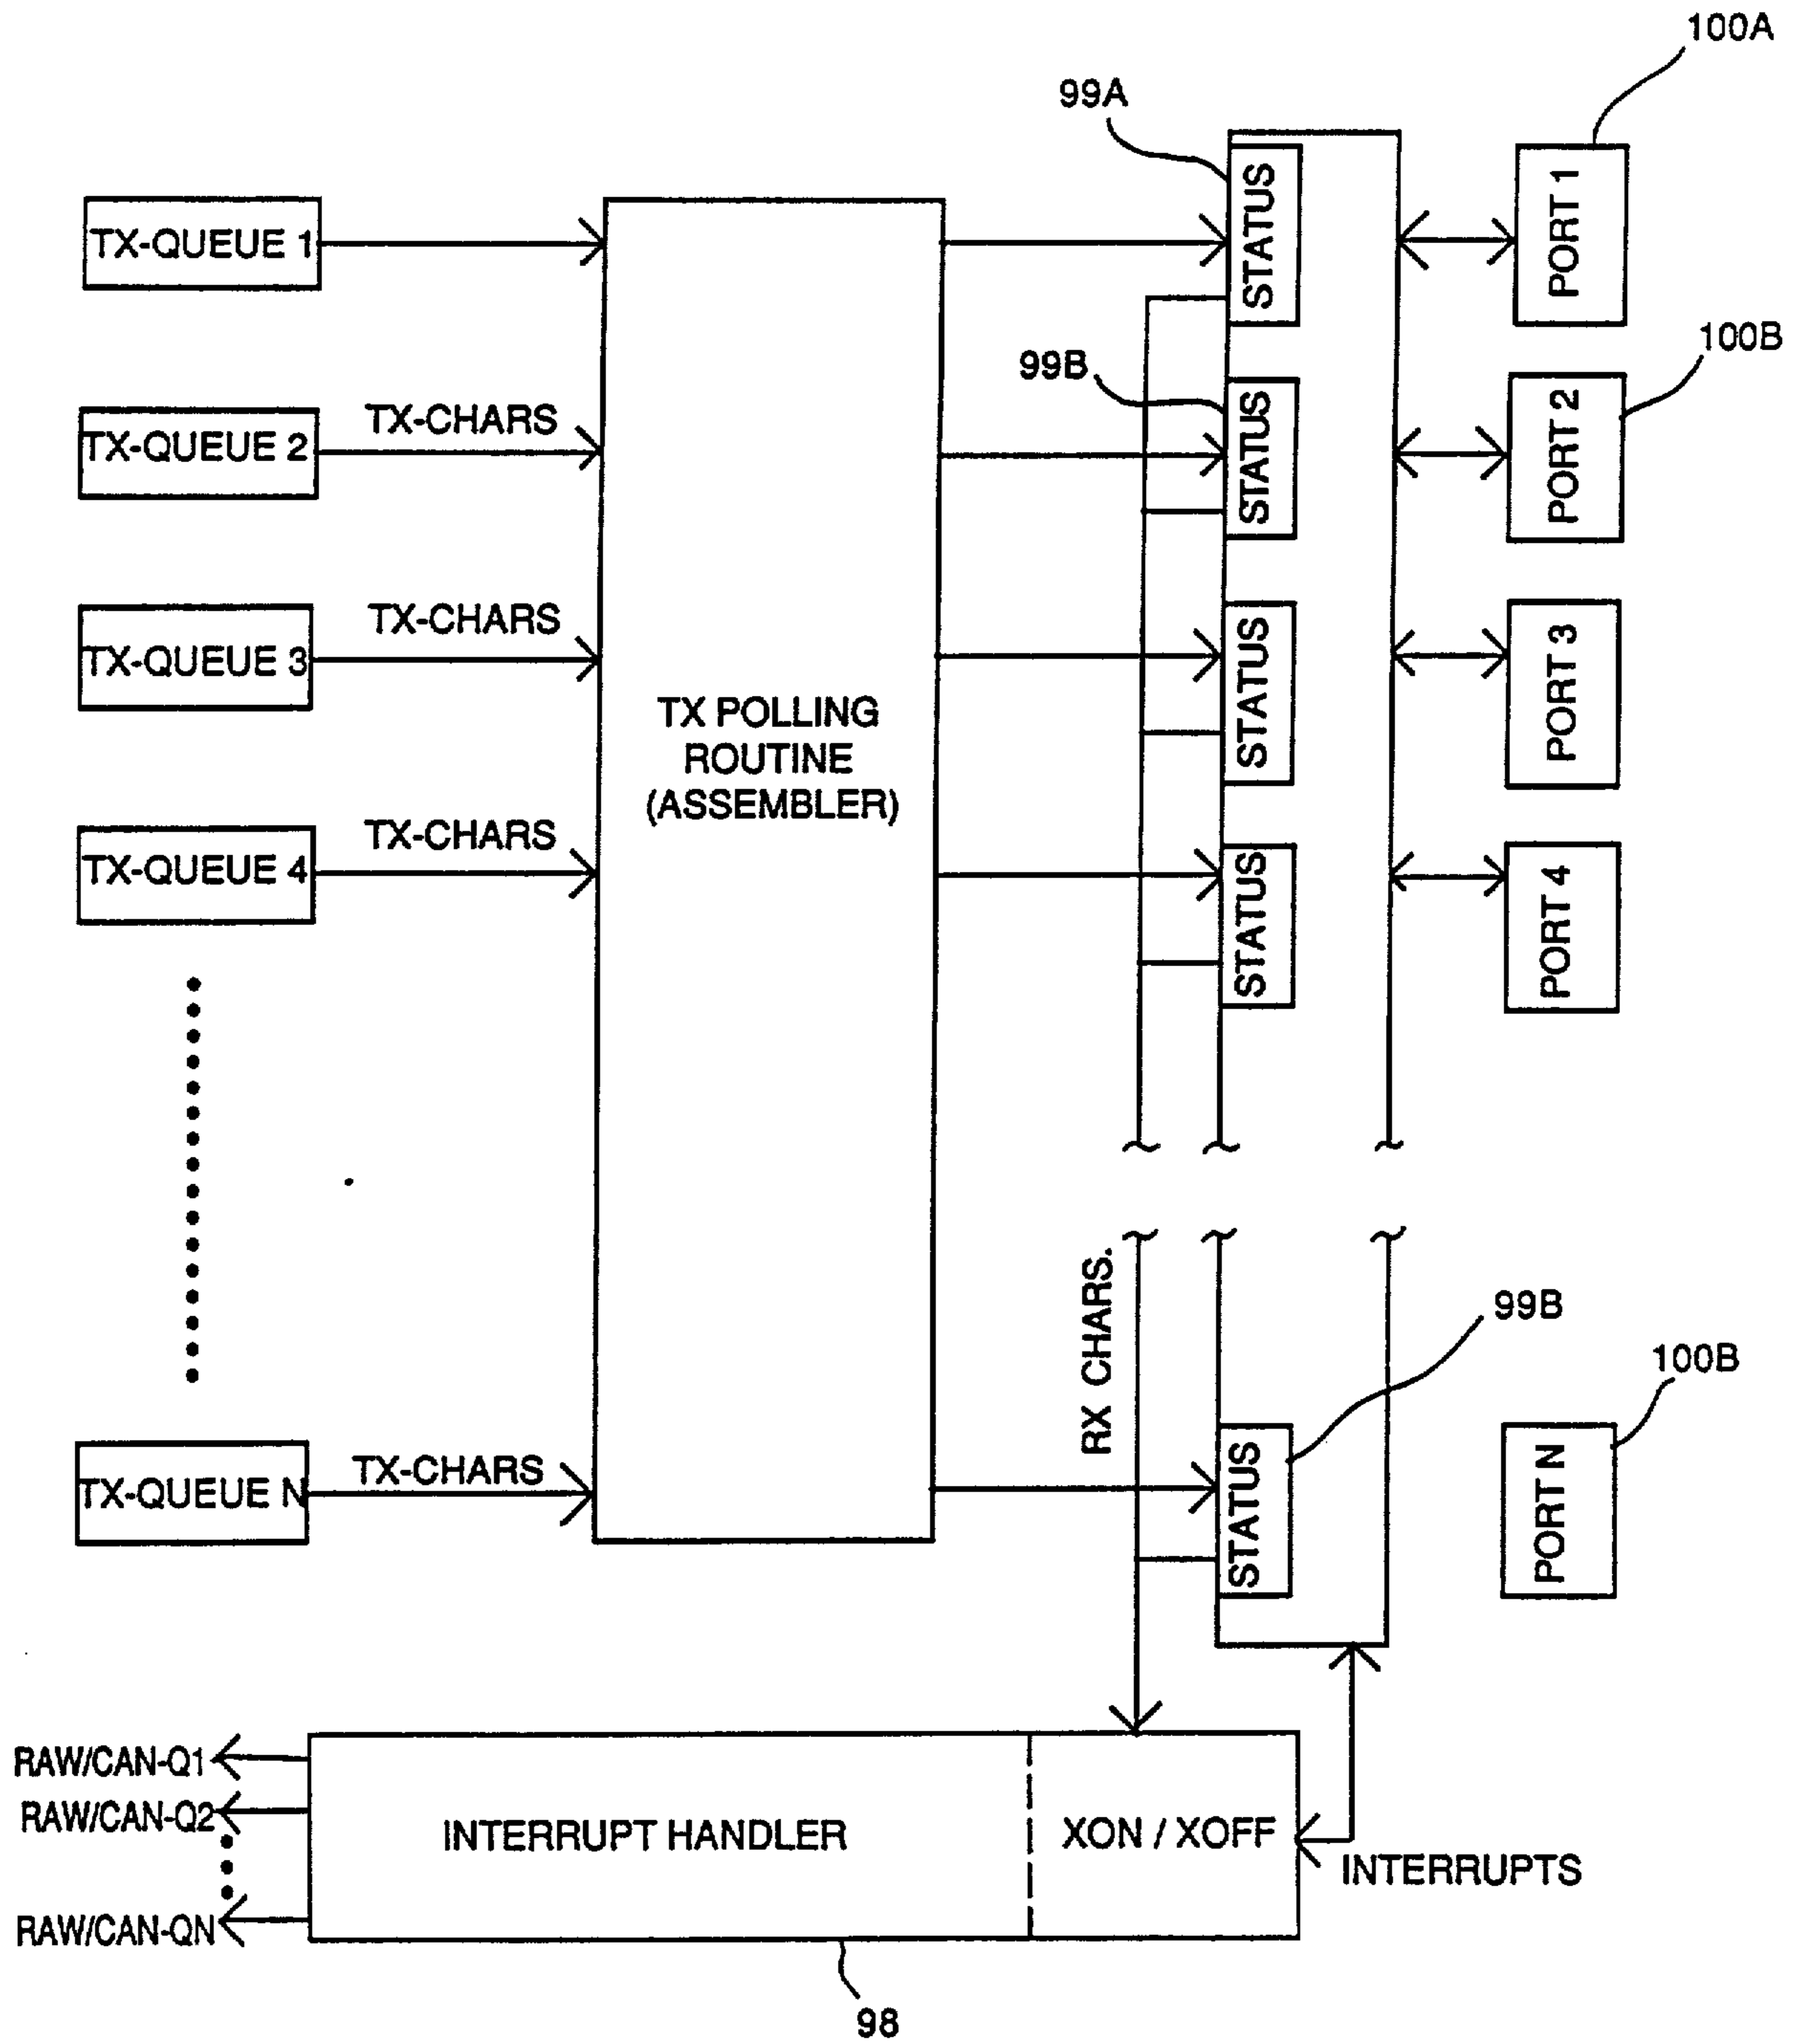 100A
99A
TX-QUEUE 1
STATUS
PORT 1
100B
99B
TX-CHARS
TX-QUEUE 2
STATUS
PORT 2
TX-CHARS
TX-QUEUE 3
STATUS
PORT 3
TX POLLING
ROUTINE
(ASSEMBLER)
TX-CHARS
TX-QUEUE 4
STATUS
PORT 4
RX CHARS.
99B
100B
TX-CHARS
TX-QUEUE N
STATUS
PORT N
RAW/CAN-Q1
RAW/CAN-Q2
RAW/CAN-QN
INTERRUPT HANDLER
XON / XOFF
INTERRUPTS
98